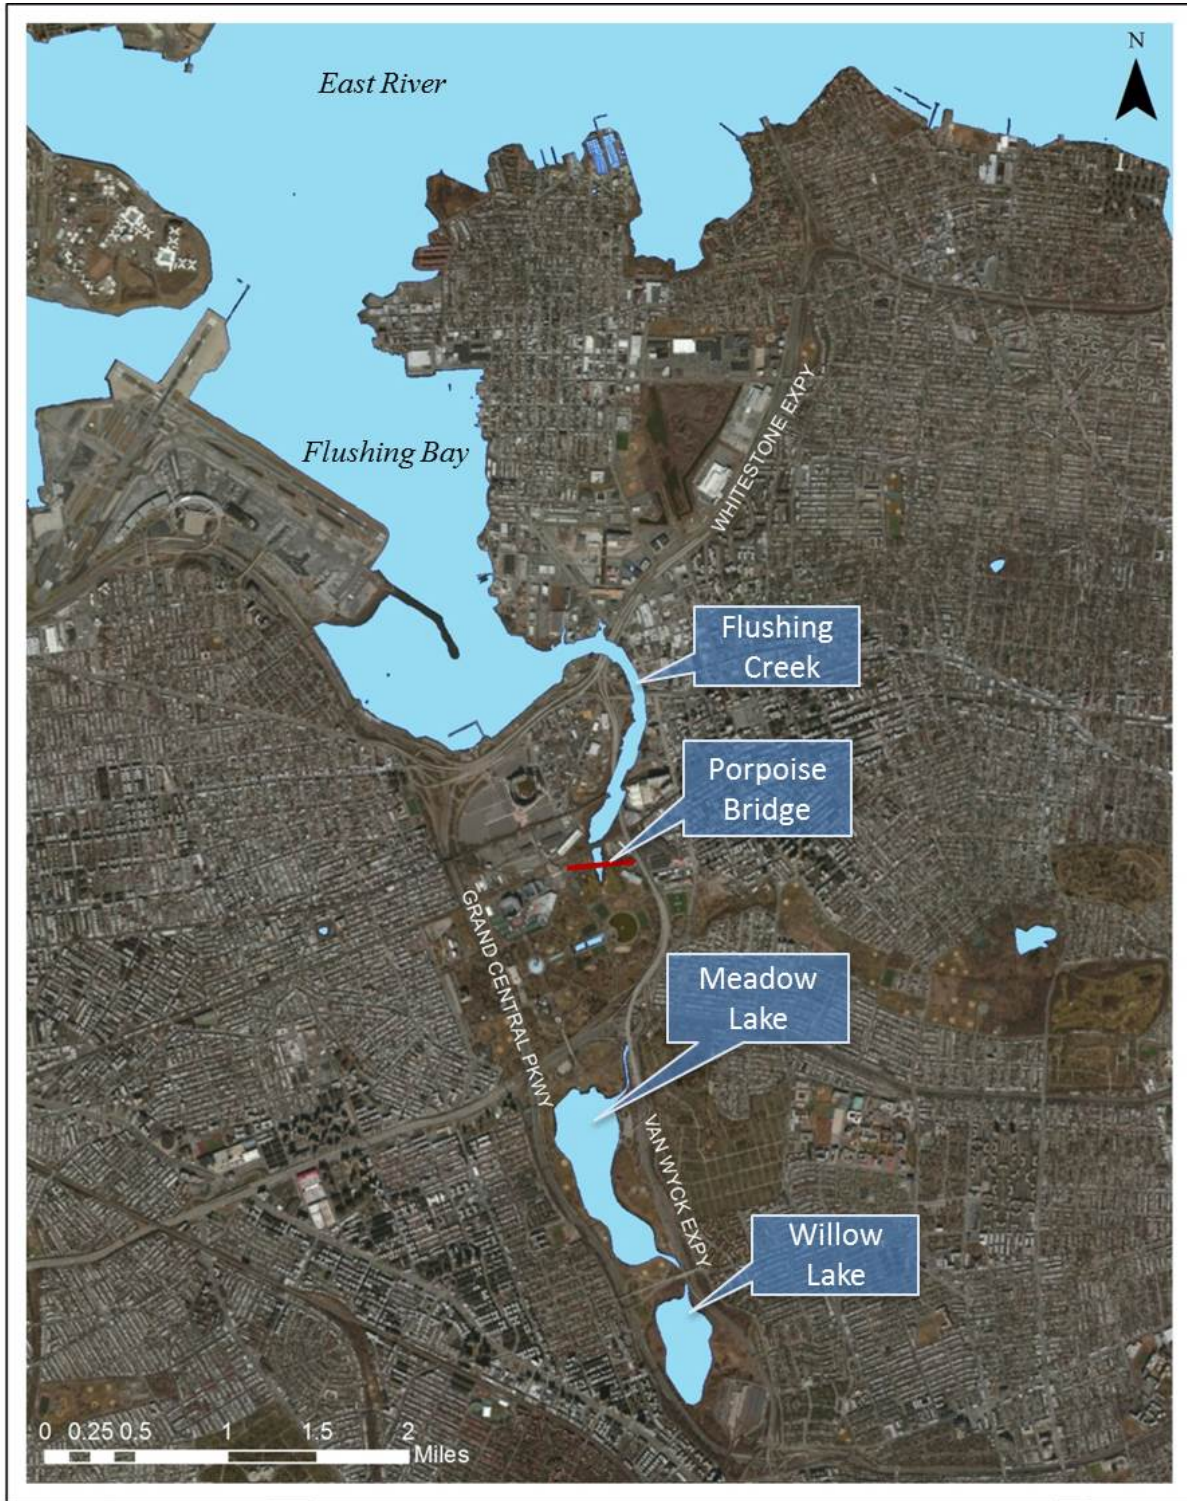 N
East River
Flushing Bay
WHITESTONE EXPY
Flushing
Creek
Porpoise
Bridge
GRAND CENTRAL PKWY
Meadow
Lake
VAN WYCK EXPY
Willow
Lake
0 0.25 0.5 1 1.5 2
Miles